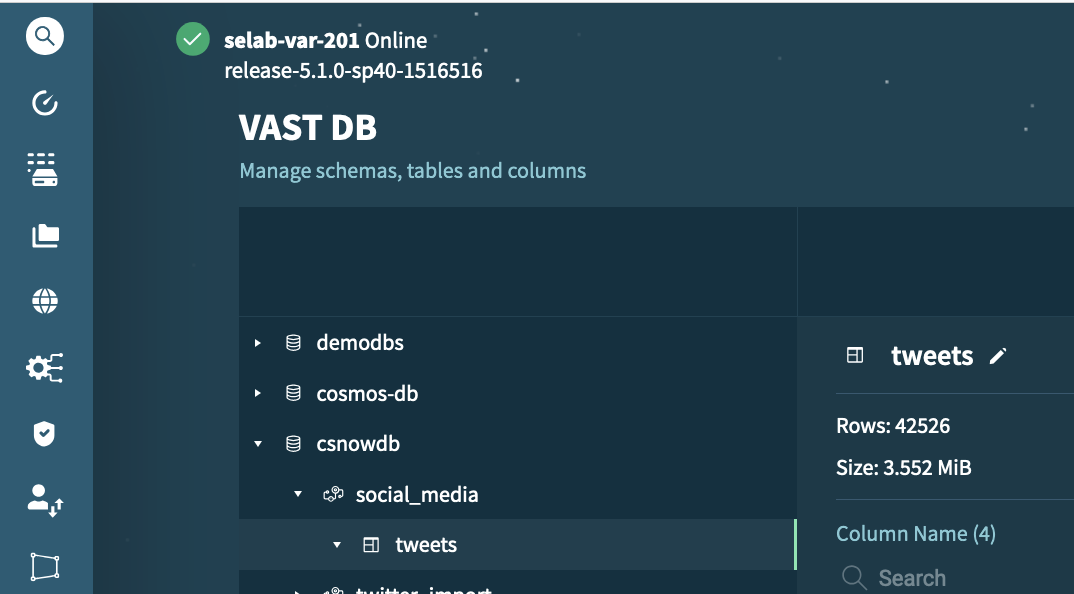 selab-var-201 Online
release-5.1.0-sp40-1516516
VAST DB
Manage schemas, tables and columns
demodbs
cosmos-db
csnowdb
social_media
tweets
twitter_import
tweets
Rows: 42526
Size: 3.552 MiB
Column Name (4)
Search